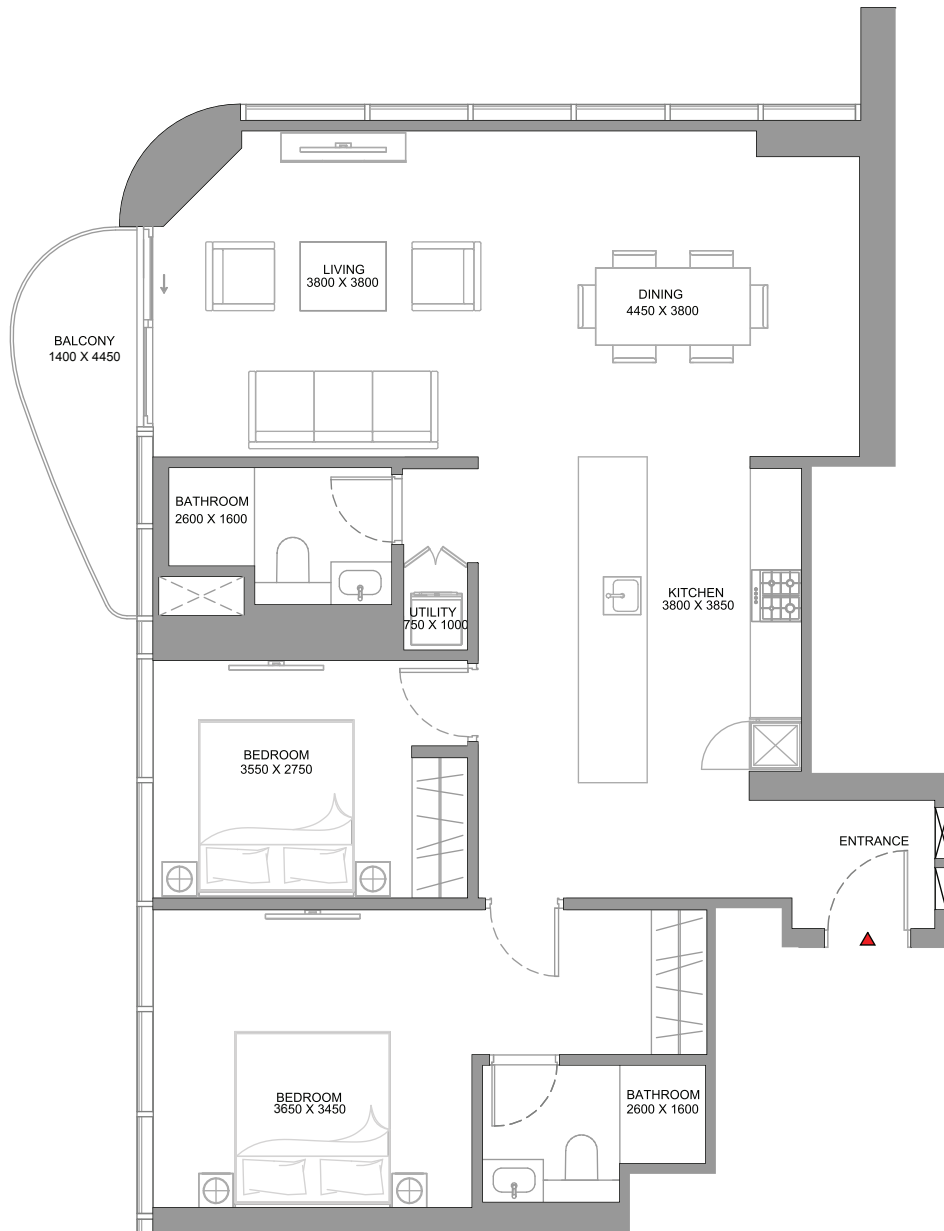 LIVING
3800 X 3800
DINING
4450 X 3800
BALCONY
1400 X 4450
BATHROOM
2600 X 1600
KITCHEN
3800 X 3850
UTILITY
750 X 1000
BEDROOM
3550 X 2750
ENTRANCE
BEDROOM
3650 X 3450
BATHROOM
2600 X 1600